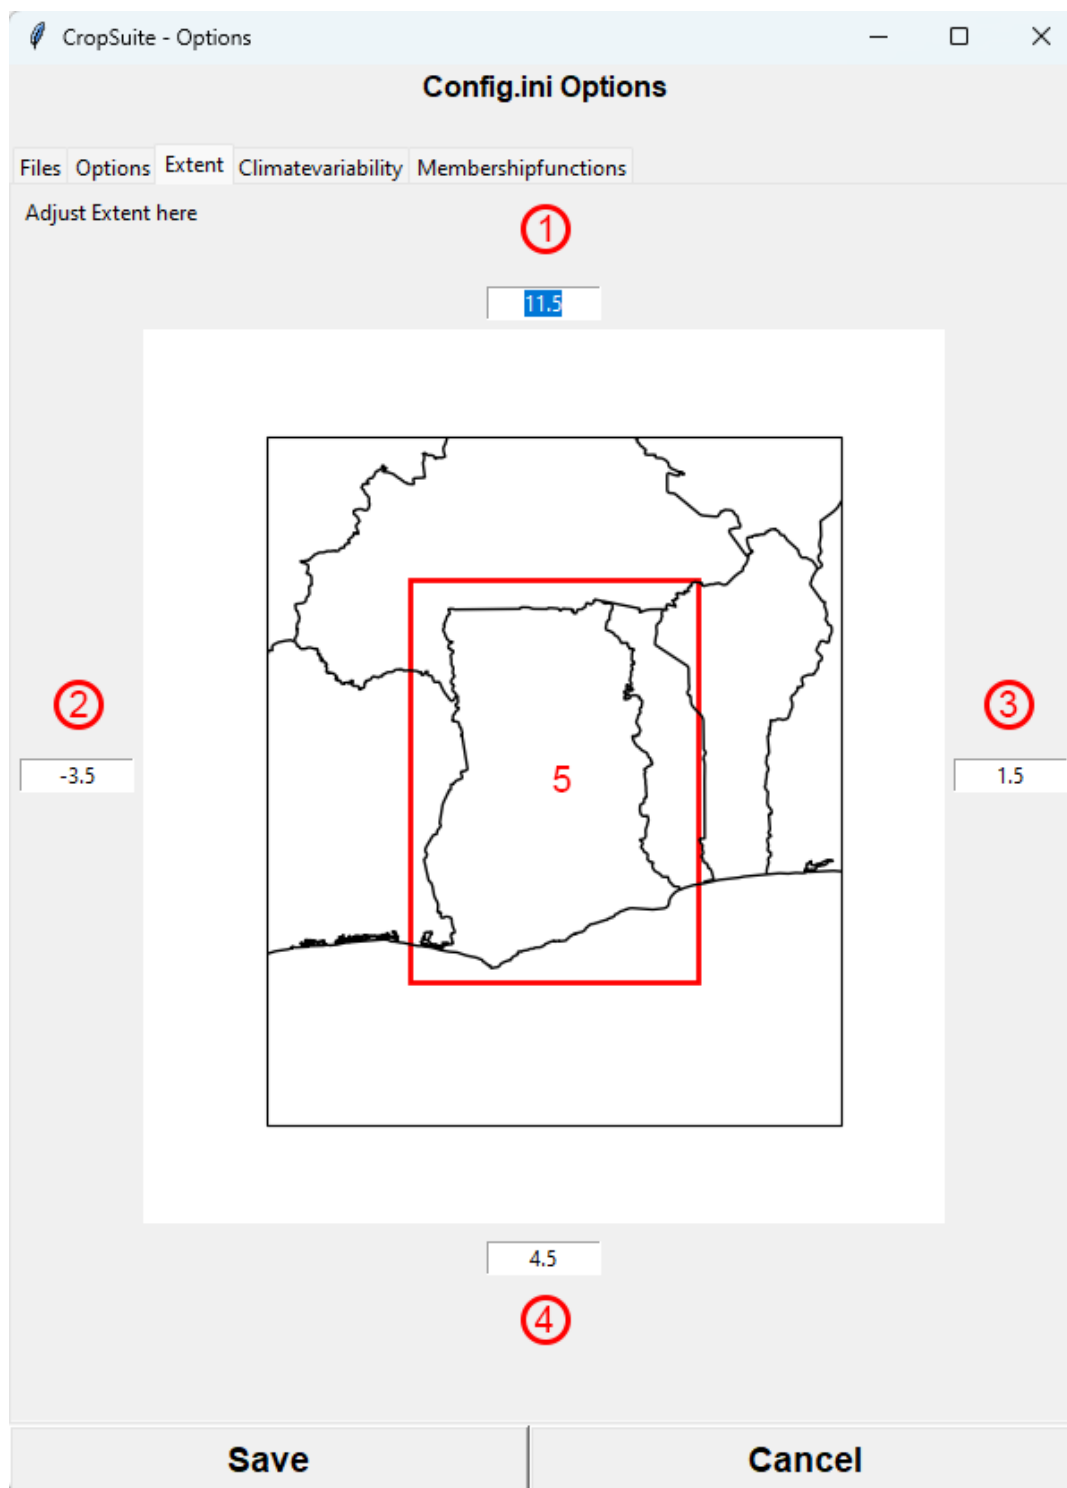 CropSuite - Options
Config.ini Options
Files Options Extent Climatevariability Membershipfunctions
Adjust Extent here
1
11.5
2
3
-3.5
5
1.5
4.5
4
Save Cancel